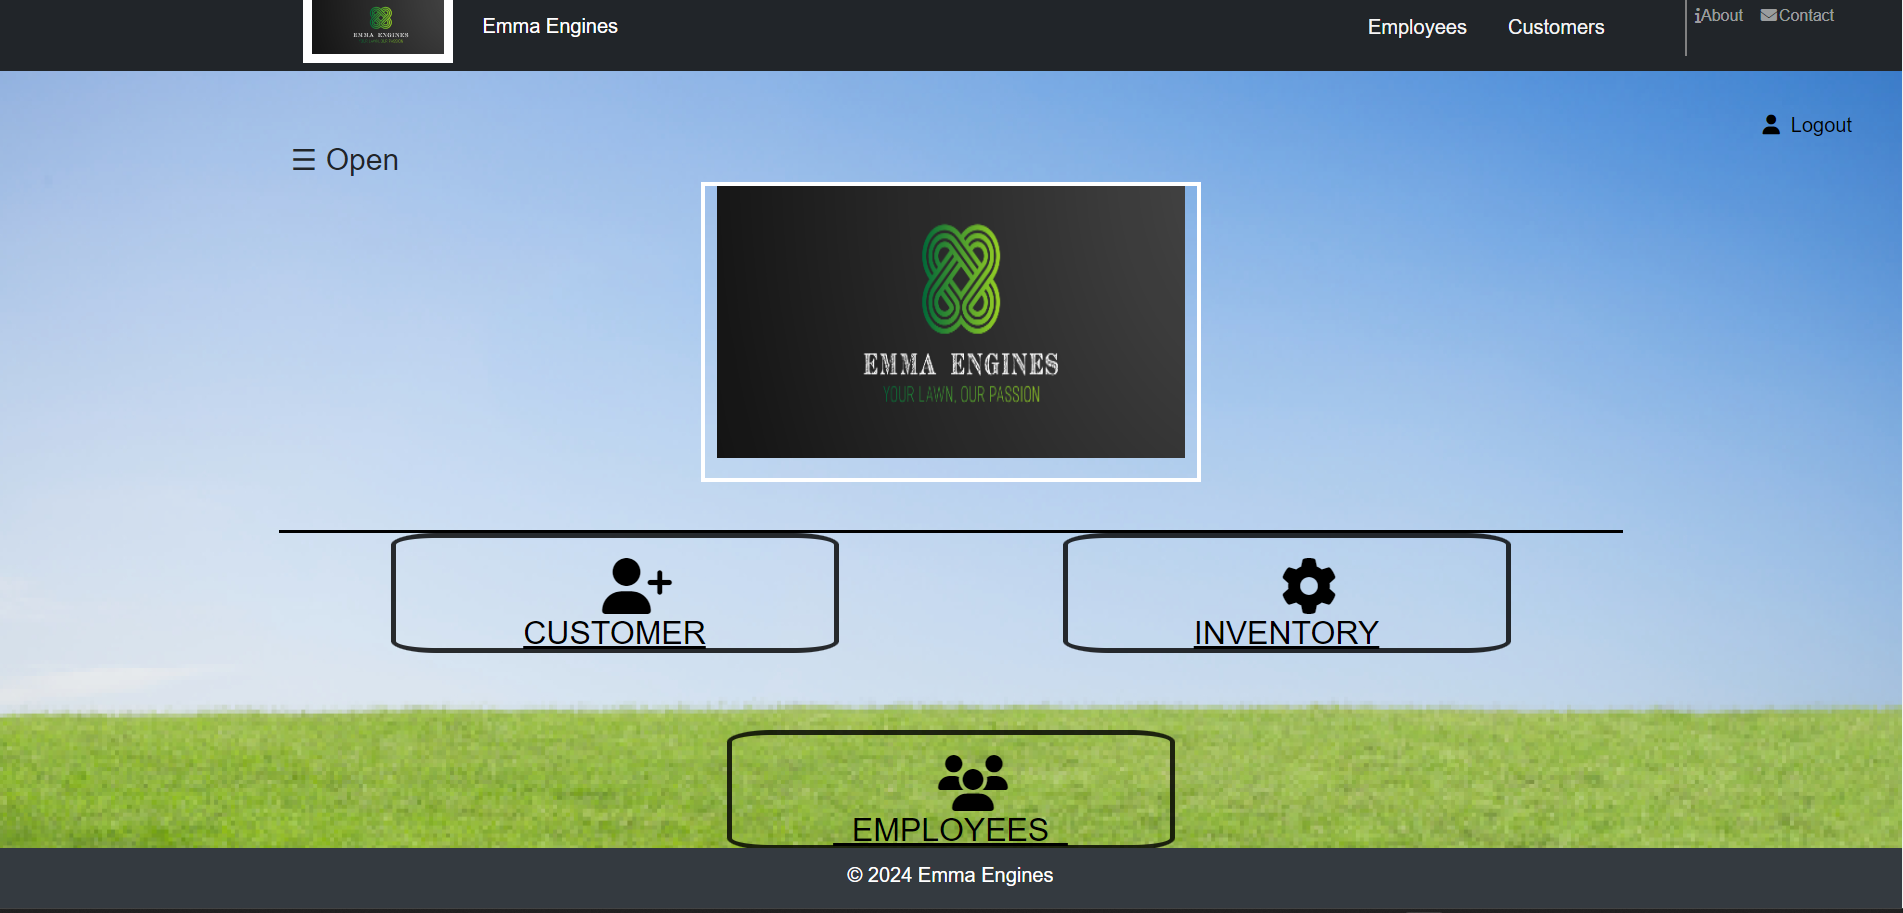 EMMA ENGINES
Emma Engines
Employees
Customers
About
Contact
Logout
☰ Open
EMMA ENGINES
YOUR LAWN, OUR PASSION
CUSTOMER
INVENTORY
EMPLOYEES
© 2024 Emma Engines